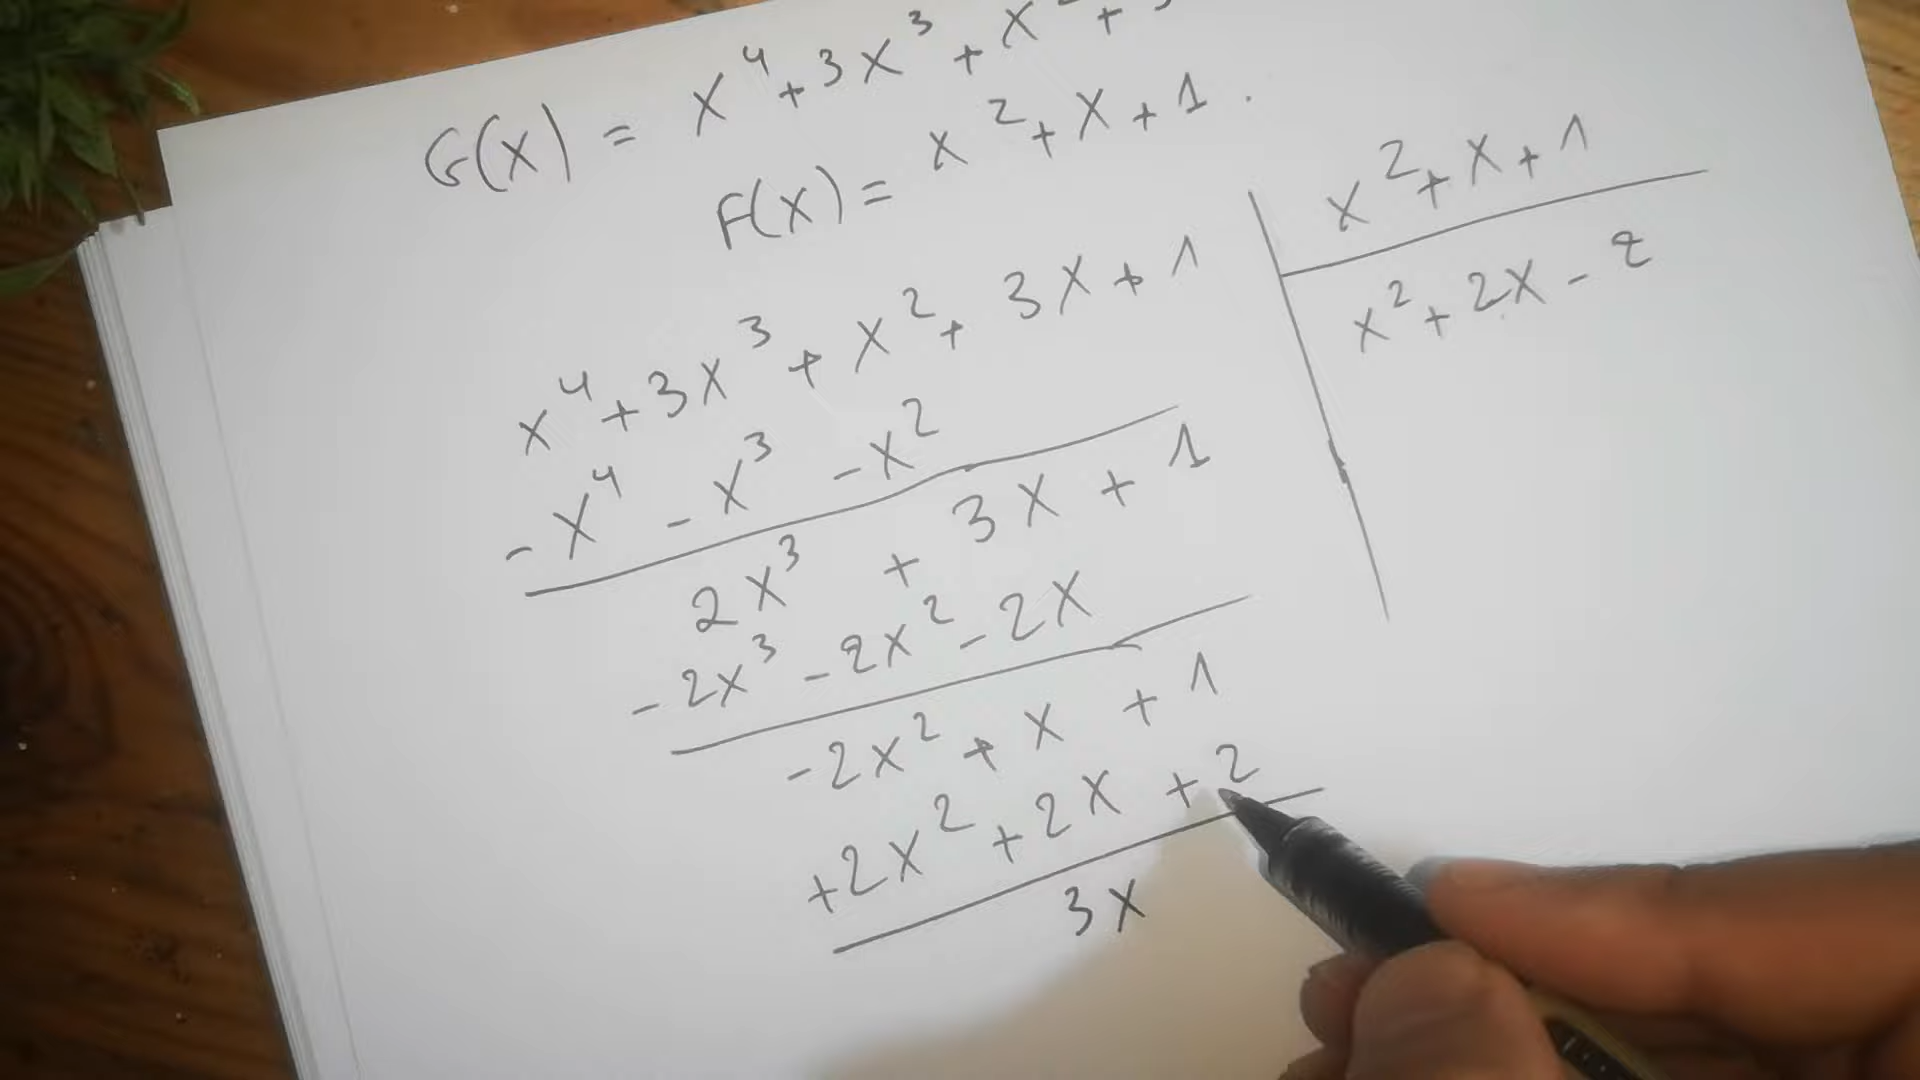 G(x) = x⁴ + 3x³ + x² +
F(x) = x² + x + 1 .
x⁴ + 3x³ + x² + 3x + 1
x² + x + 1
x² + 2x - 2
- x⁴ - x³ - x²
2x³ + 3x + 1
- 2x³ - 2x² - 2x
- 2x² + x + 1
+ 2x² + 2x + 2
3x